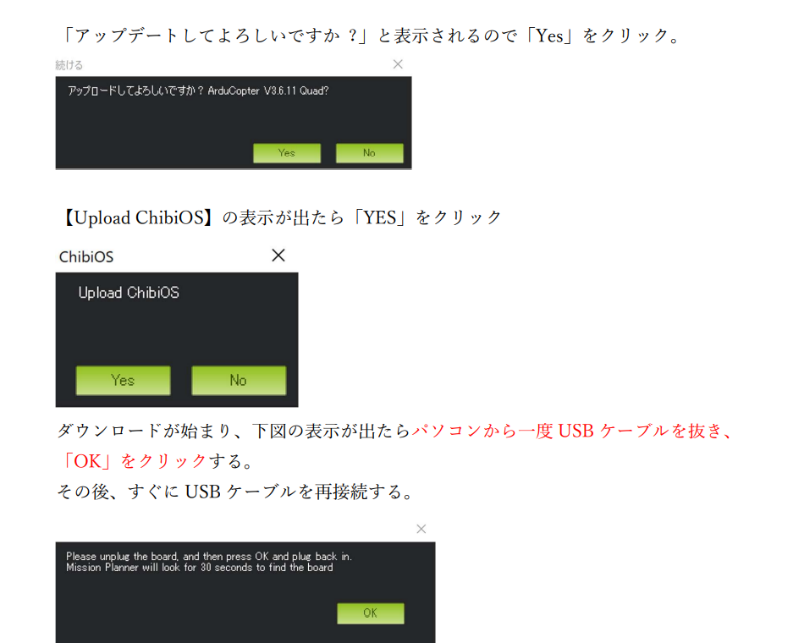 「アップデートしてよろしいですか？」と表示されるので「Yes」をクリック。
続ける
アップロードしてよろしいですか？ ArduCopter V3.6.11 Quad?
Yes No
【Upload ChibiOS】の表示が出たら「YES」をクリック
ChibiOS
Upload ChibiOS
Yes No
ダウンロードが始まり、下図の表示が出たらパソコンから一度 USB ケーブルを抜き、
「OK」をクリックする。
その後、すぐに USB ケーブルを再接続する。
Please unplug the board, and then press OK and plug back in.
Mission Planner will look for 30 seconds to find the board
OK